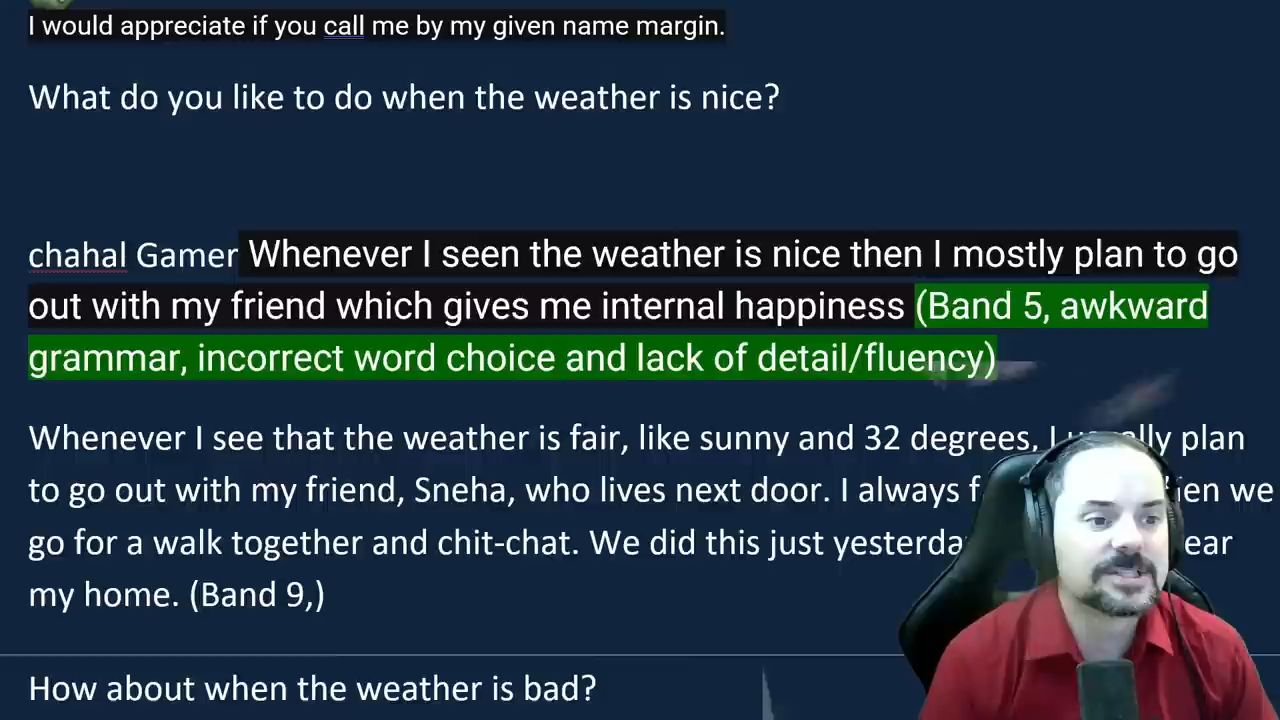 I would appreciate if you call me by my given name margin.
What do you like to do when the weather is nice?
chahal Gamer Whenever I seen the weather is nice then I mostly plan to go
out with my friend which gives me internal happiness (Band 5, awkward
grammar, incorrect word choice and lack of detail/fluency)
Whenever I see that the weather is fair, like sunny and 32 degrees, I plan
to go out with my friend, Sneha, who lives next door. I always we
go for a walk together and chit-chat. We did this just
my home. (Band 9,)
How about when the weather is bad?